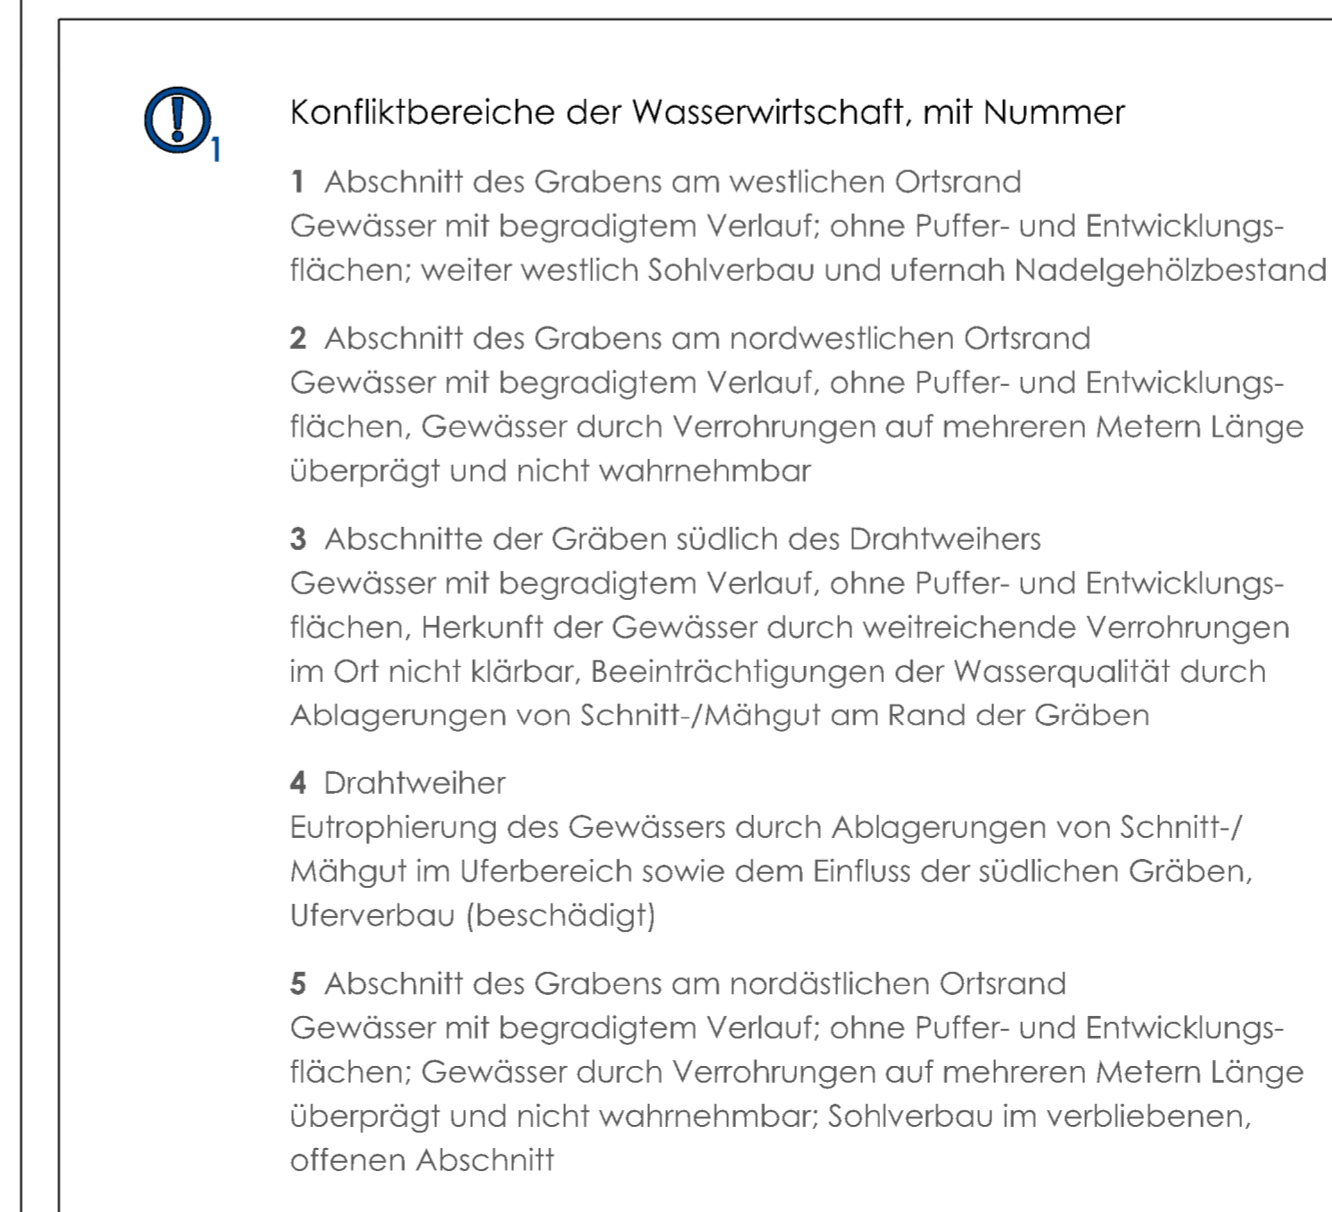 1
Konfliktbereiche der Wasserwirtschaft, mit Nummer
1 Abschnitt des Grabens am westlichen Ortsrand
Gewässer mit begradigtem Verlauf; ohne Puffer- und Entwicklungs-
flächen; weiter westlich Sohlverbau und ufernah Nadelgehölzbestand
2 Abschnitt des Grabens am nordwestlichen Ortsrand
Gewässer mit begradigtem Verlauf, ohne Puffer- und Entwicklungs-
flächen, Gewässer durch Verrohrungen auf mehreren Metern Länge
überprägt und nicht wahrnehmbar
3 Abschnitte der Gräben südlich des Drahtweihers
Gewässer mit begradigtem Verlauf, ohne Puffer- und Entwicklungs-
flächen, Herkunft der Gewässer durch weitreichende Verrohrungen
im Ort nicht klärbar, Beeinträchtigungen der Wasserqualität durch
Ablagerungen von Schnitt-/Mähgut am Rand der Gräben
4 Drahtweiher
Eutrophierung des Gewässers durch Ablagerungen von Schnitt-/
Mähgut im Uferbereich sowie dem Einfluss der südlichen Gräben,
Uferverbau (beschädigt)
5 Abschnitt des Grabens am nordästlichen Ortsrand
Gewässer mit begradigtem Verlauf; ohne Puffer- und Entwicklungs-
flächen; Gewässer durch Verrohrungen auf mehreren Metern Länge
überprägt und nicht wahrnehmbar; Sohlverbau im verbliebenen,
offenen Abschnitt